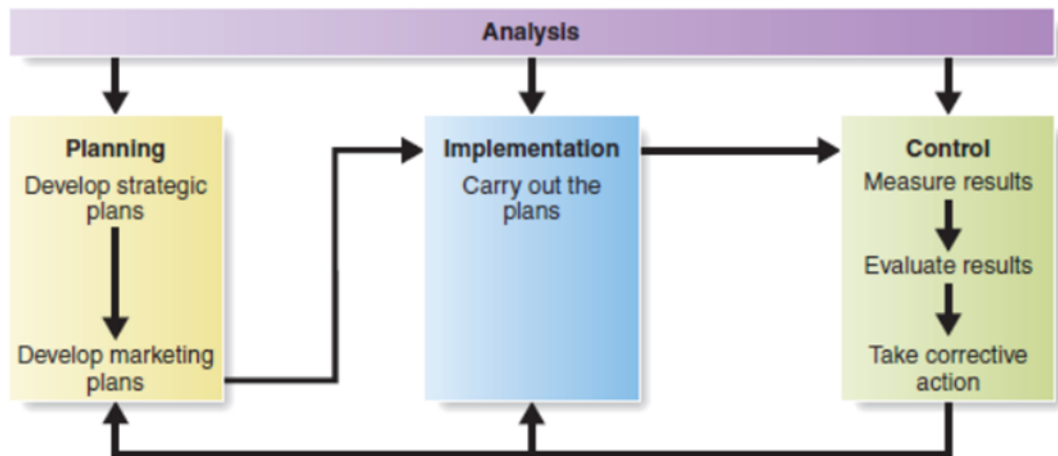 Analysis
Planning
Develop strategic
plans
Develop marketing
plans
Implementation
Carry out the
plans
Control
Measure results
Evaluate results
Take corrective
action